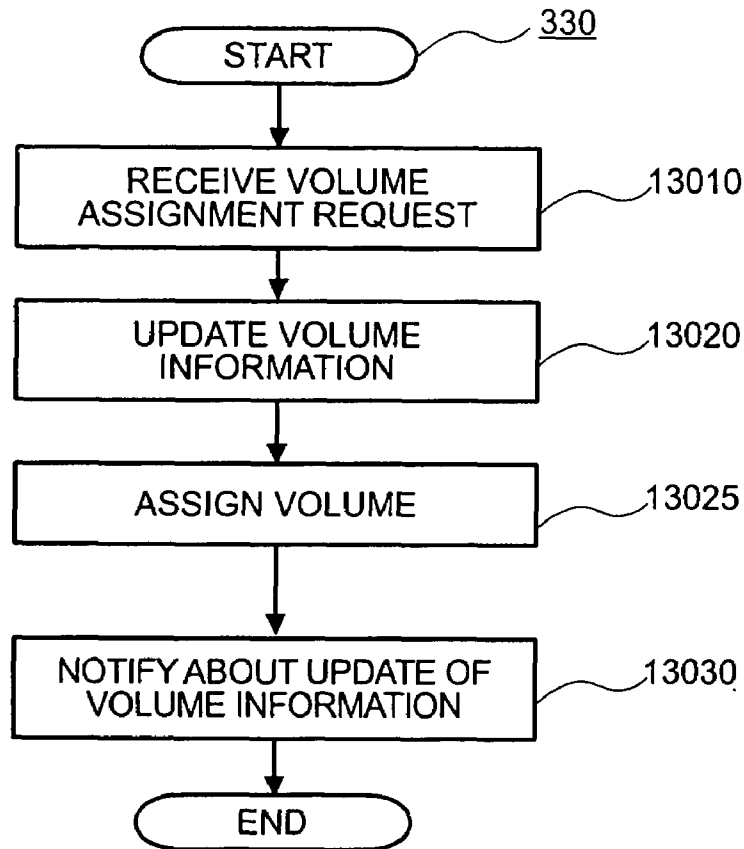 330
START
RECEIVE VOLUME
ASSIGNMENT REQUEST
13010
UPDATE VOLUME
INFORMATION
13020
ASSIGN VOLUME
13025
NOTIFY ABOUT UPDATE OF
VOLUME INFORMATION
13030
END